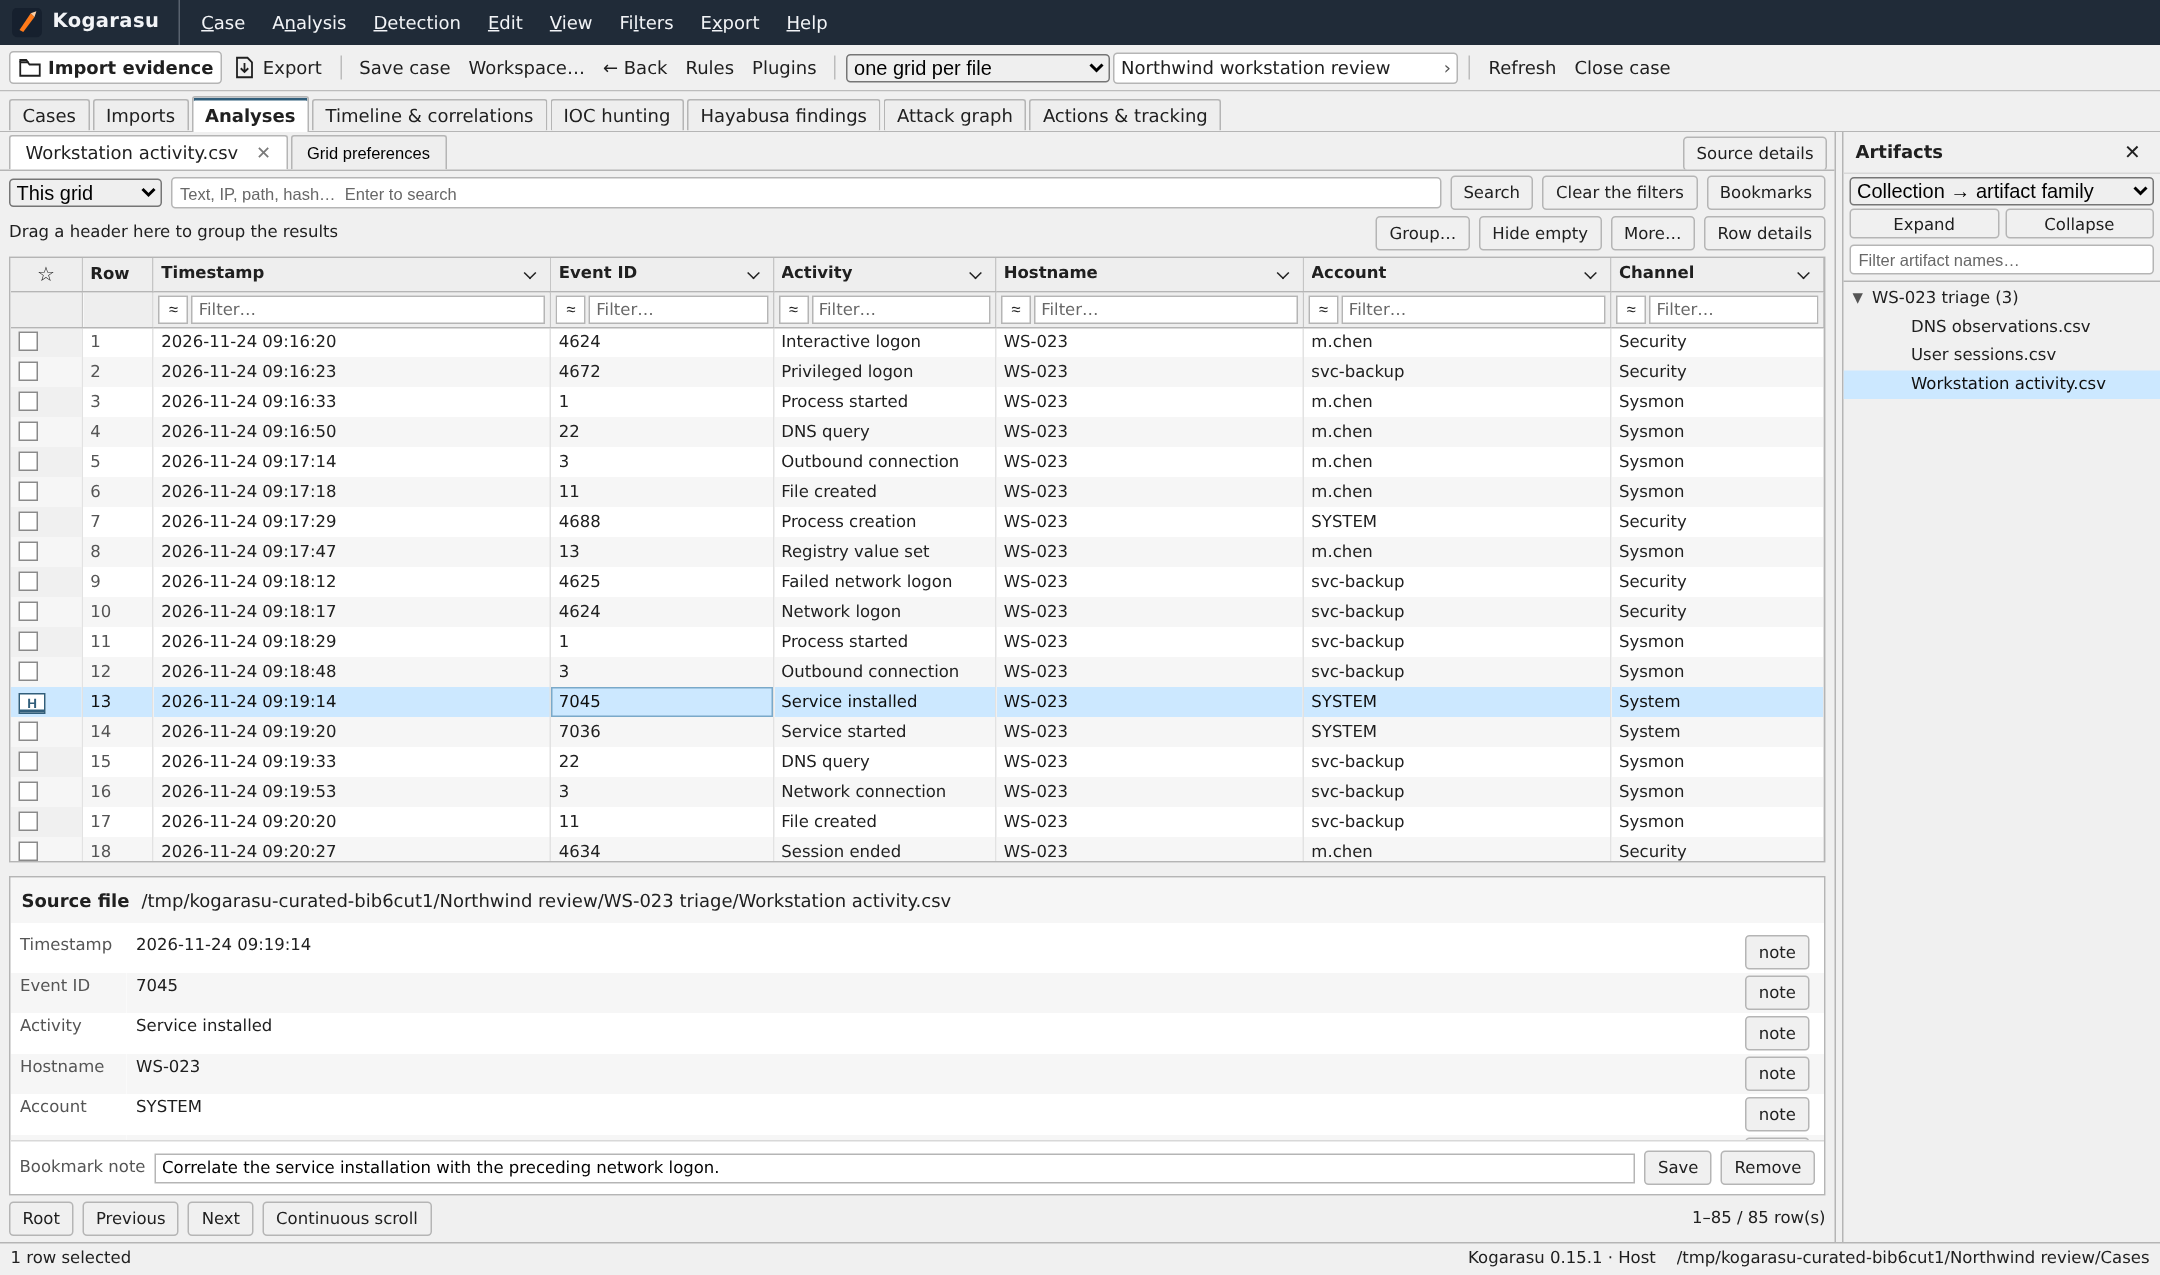 Kogarasu Case Analysis Detection Edit View Filters Export Help
Import evidence Export Save case Workspace... ← Back Rules Plugins one grid per file Northwind workstation review › Refresh Close case
Cases Imports Analyses Timeline & correlations IOC hunting Hayabusa findings Attack graph Actions & tracking
Workstation activity.csv ✕ Grid preferences Source details
This grid Text, IP, path, hash... Enter to search Search Clear the filters Bookmarks
Drag a header here to group the results Group... Hide empty More... Row details
☆ Row Timestamp Event ID Activity Hostname Account Channel
≈ Filter... ≈ Filter... ≈ Filter... ≈ Filter... ≈ Filter... ≈ Filter...
1 2026-11-24 09:16:20 4624 Interactive logon WS-023 m.chen Security
2 2026-11-24 09:16:23 4672 Privileged logon WS-023 svc-backup Security
3 2026-11-24 09:16:33 1 Process started WS-023 m.chen Sysmon
4 2026-11-24 09:16:50 22 DNS query WS-023 m.chen Sysmon
5 2026-11-24 09:17:14 3 Outbound connection WS-023 m.chen Sysmon
6 2026-11-24 09:17:18 11 File created WS-023 m.chen Sysmon
7 2026-11-24 09:17:29 4688 Process creation WS-023 SYSTEM Security
8 2026-11-24 09:17:47 13 Registry value set WS-023 m.chen Sysmon
9 2026-11-24 09:18:12 4625 Failed network logon WS-023 svc-backup Security
10 2026-11-24 09:18:17 4624 Network logon WS-023 svc-backup Security
11 2026-11-24 09:18:29 1 Process started WS-023 svc-backup Sysmon
12 2026-11-24 09:18:48 3 Outbound connection WS-023 svc-backup Sysmon
H 13 2026-11-24 09:19:14 7045 Service installed WS-023 SYSTEM System
14 2026-11-24 09:19:20 7036 Service started WS-023 SYSTEM System
15 2026-11-24 09:19:33 22 DNS query WS-023 svc-backup Sysmon
16 2026-11-24 09:19:53 3 Network connection WS-023 svc-backup Sysmon
17 2026-11-24 09:20:20 11 File created WS-023 svc-backup Sysmon
18 2026-11-24 09:20:27 4634 Session ended WS-023 m.chen Security
Source file /tmp/kogarasu-curated-bib6cut1/Northwind review/WS-023 triage/Workstation activity.csv
Timestamp 2026-11-24 09:19:14 note
Event ID 7045 note
Activity Service installed note
Hostname WS-023 note
Account SYSTEM note
Bookmark note Correlate the service installation with the preceding network logon. Save Remove
Root Previous Next Continuous scroll 1–85 / 85 row(s)
Artifacts ✕
Collection → artifact family
Expand Collapse
Filter artifact names...
▼ WS-023 triage (3)
DNS observations.csv
User sessions.csv
Workstation activity.csv
1 row selected Kogarasu 0.15.1 · Host /tmp/kogarasu-curated-bib6cut1/Northwind review/Cases